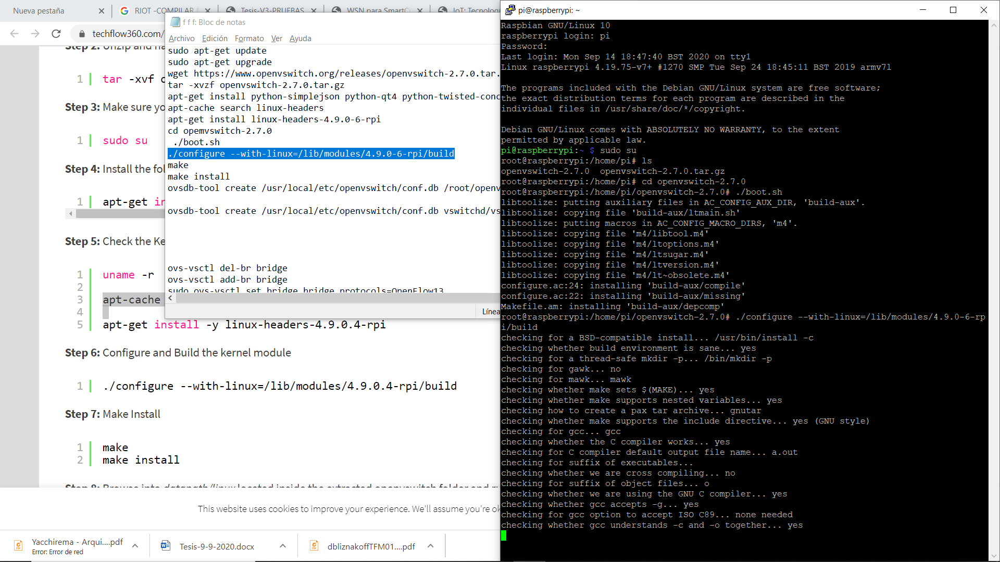 Nueva pestaña
RIOT -COMPILAR
Tesis-V3-PRUEBAS
WSN para SmartCi
IoT: Tecnolog
techflow360.com/
Step 2: Unzip and
1 tar -xvf
Step 3: Make sure yo
1 sudo su
Step 4: Install the fol
1 apt-get in
Step 5: Check the Ke
1 uname -r
2
3 apt-cache
4
5 apt-get install -y linux-headers-4.9.0.4-rpi
Step 6: Configure and Build the kernel module
1 ./configure --with-linux=/lib/modules/4.9.0.4-rpi/build
Step 7: Make Install
1 make
2 make install
Step 8: Browse into datapath/linux located inside the extracted openvswitch folder and
This website uses cookies to improve your experience. We'll assume you're ok
Yacchirema - Arqui....pdf
Error: Error de red
Tesis-9-9-2020.docx
dbliznakoffTFM01....pdf
f f f: Bloc de notas
Archivo Edición Formato Ver Ayuda
sudo apt-get update
sudo apt-get upgrade
wget https://www.openvswitch.org/releases/openvswitch-2.7.0.tar.
tar -xvzf openvswitch-2.7.0.tar.gz
apt-get install python-simplejson python-qt4 python-twisted-conc
apt-cache search linux-headers
apt-get install linux-headers-4.9.0-6-rpi
cd opemvswitch-2.7.0
./boot.sh
./configure --with-linux=/lib/modules/4.9.0-6-rpi/build
make
make install
ovsdb-tool create /usr/local/etc/openvswitch/conf.db /root/openv
ovsdb-tool create /usr/local/etc/openvswitch/conf.db vswitchd/vs
ovs-vsctl del-br bridge
ovs-vsctl add-br bridge
sudo ovs-vsctl set bridge bridge protocols=OpenFlow13
Línea
pi@raspberrypi: ~
Raspbian GNU/Linux 10
raspberrypi login: pi
Password:
Last login: Mon Sep 14 18:47:40 BST 2020 on tty1
Linux raspberrypi 4.19.75-v7+ #1270 SMP Tue Sep 24 18:45:11 BST 2019 armv7l
The programs included with the Debian GNU/Linux system are free software;
the exact distribution terms for each program are described in the
individual files in /usr/share/doc/*/copyright.
Debian GNU/Linux comes with ABSOLUTELY NO WARRANTY, to the extent
permitted by applicable law.
pi@raspberrypi:~ $ sudo su
root@raspberrypi:/home/pi# ls
openvswitch-2.7.0  openvswitch-2.7.0.tar.gz
root@raspberrypi:/home/pi# cd openvswitch-2.7.0
root@raspberrypi:/home/pi/openvswitch-2.7.0# ./boot.sh
libtoolize: putting auxiliary files in AC_CONFIG_AUX_DIR, 'build-aux'.
libtoolize: copying file 'build-aux/ltmain.sh'
libtoolize: putting macros in AC_CONFIG_MACRO_DIRS, 'm4'.
libtoolize: copying file 'm4/libtool.m4'
libtoolize: copying file 'm4/ltoptions.m4'
libtoolize: copying file 'm4/ltsugar.m4'
libtoolize: copying file 'm4/ltversion.m4'
libtoolize: copying file 'm4/lt~obsolete.m4'
configure.ac:24: installing 'build-aux/compile'
configure.ac:22: installing 'build-aux/missing'
Makefile.am: installing 'build-aux/depcomp'
root@raspberrypi:/home/pi/openvswitch-2.7.0# ./configure --with-linux=/lib/modules/4.9.0-6-rp
i/build
checking for a BSD-compatible install... /usr/bin/install -c
checking whether build environment is sane... yes
checking for a thread-safe mkdir -p... /bin/mkdir -p
checking for gawk... no
checking for mawk... mawk
checking whether make sets $(MAKE)... yes
checking whether make supports nested variables... yes
checking how to create a pax tar archive... gnutar
checking whether make supports the include directive... yes (GNU style)
checking for gcc... gcc
checking whether the C compiler works... yes
checking for C compiler default output file name... a.out
checking for suffix of executables...
checking whether we are cross compiling... no
checking for suffix of object files... o
checking whether we are using the GNU C compiler... yes
checking whether gcc accepts -g... yes
checking for gcc option to accept ISO C89... none needed
checking whether gcc understands -c and -o together... yes